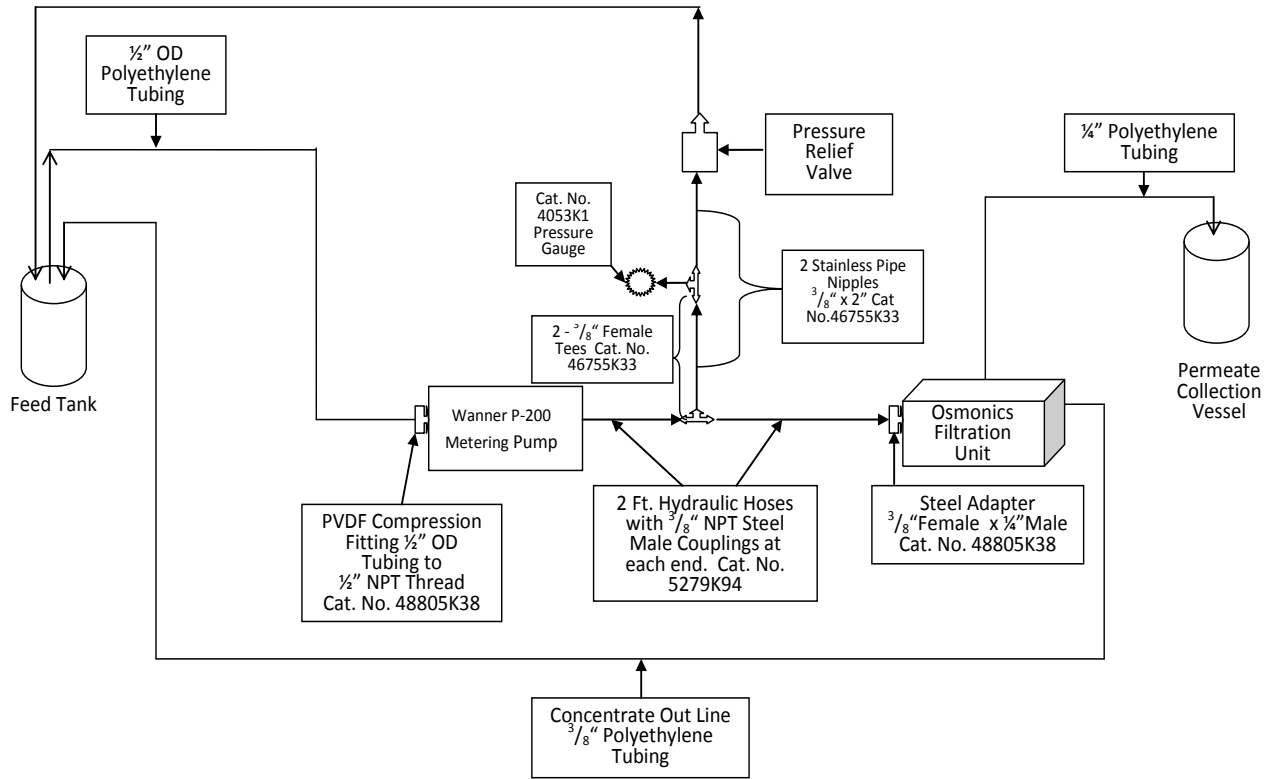 ½” OD
Polyethylene
Tubing
Pressure
Relief
Valve
¼” Polyethylene
Tubing
Cat. No.
4053K1
Pressure
Gauge
2 Stainless Pipe
Nipples
3/8“ x 2” Cat
No.46755K33
2 - 3/8“ Female
Tees Cat. No.
46755K33
Feed Tank
Permeate
Collection
Vessel
Wanner P-200
Metering Pump
Osmonics
Filtration
Unit
PVDF Compression
Fitting ½” OD
Tubing to
½” NPT Thread
Cat. No. 48805K38
2 Ft. Hydraulic Hoses
with 3/8“ NPT Steel
Male Couplings at
each end. Cat. No.
5279K94
Steel Adapter
3/8“Female x ¼”Male
Cat. No. 48805K38
Concentrate Out Line
3/8“ Polyethylene
Tubing